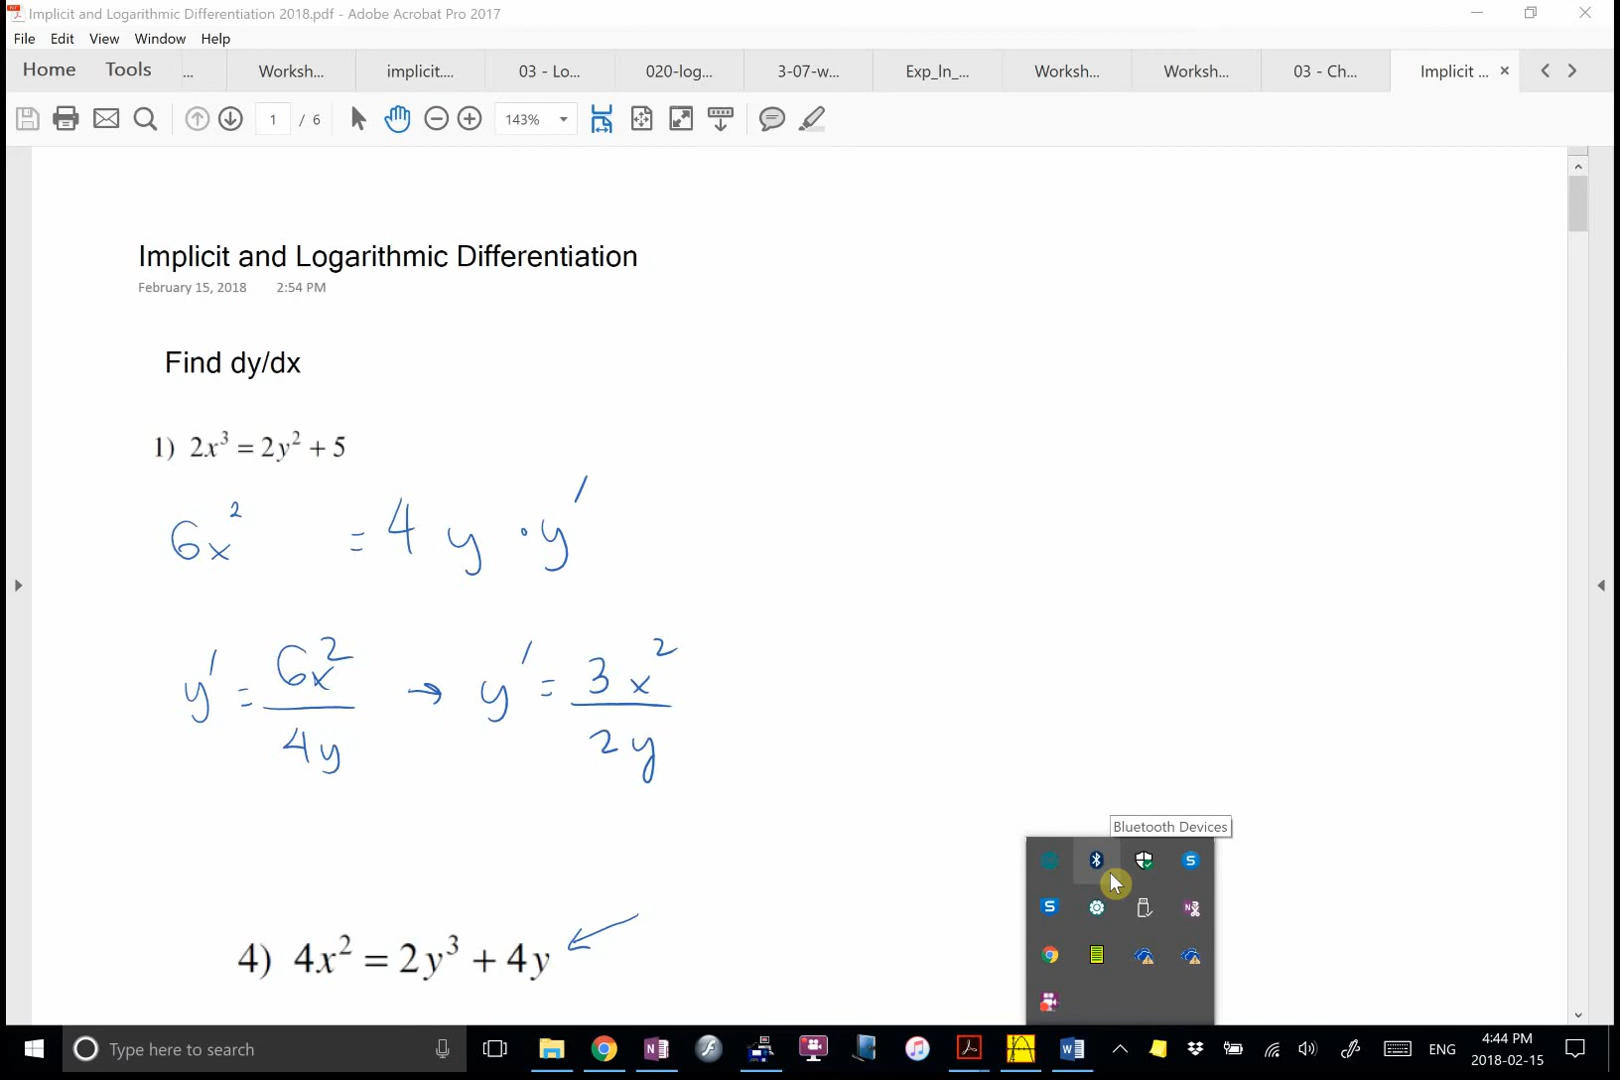 Implicit and Logarithmic Differentiation 2018.pdf - Adobe Acrobat Pro 2017
File Edit View Window Help
Home Tools ... Worksh... implicit.... 03 - Lo... 020-log... 3-07-w... Exp_In_... Worksh... Worksh... 03 - Ch... Implicit ... ×
1 / 6 143%
Implicit and Logarithmic Differentiation
February 15, 2018 2:54 PM
Find dy/dx
1) 2x³ = 2y² + 5
6x² = 4 y · y′
y′ = 6x²/4y → y′ = 3x²/2y
Bluetooth Devices
4) 4x² = 2y³ + 4y
Type here to search
ENG
4:44 PM
2018-02-15